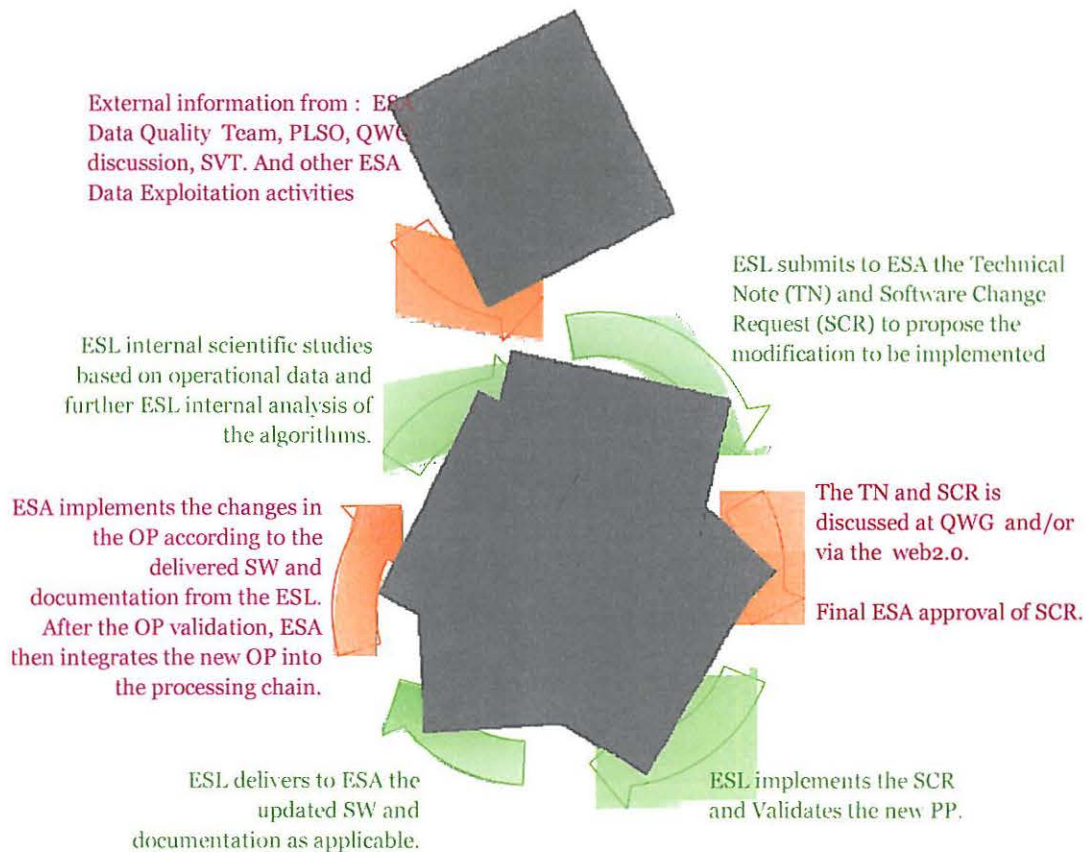 External information from : ESA
Data Quality Team, PLSO, QWG
discussion, SVT. And other ESA
Data Exploitation activities
ESL submits to ESA the Technical
Note (TN) and Software Change
Request (SCR) to propose the
modification to be implemented
ESL internal scientific studies
based on operational data and
further ESL internal analysis of
the algorithms.
The TN and SCR is
discussed at QWG and/or
via the web2.0.
Final ESA approval of SCR.
ESA implements the changes in
the OP according to the
delivered SW and
documentation from the ESL.
After the OP validation, ESA
then integrates the new OP into
the processing chain.
ESL implements the SCR
and Validates the new PP.
ESL delivers to ESA the
updated SW and
documentation as applicable.